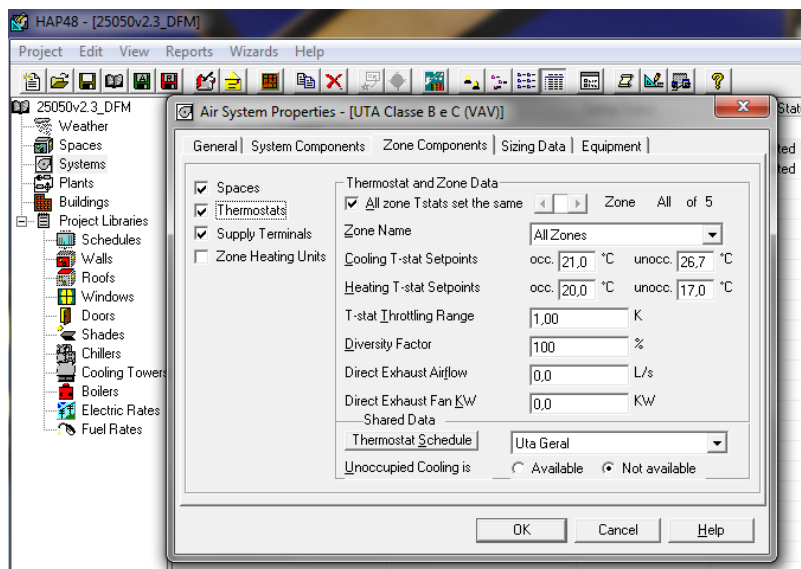 HAP48 - [25050v2.3_DFM]
Project Edit View Reports Wizards Help
25050v2.3_DFM
Weather
Spaces
Systems
Plants
Buildings
Project Libraries
Schedules
Walls
Roofs
Windows
Doors
Shades
Chillers
Cooling Towers
Boilers
Electric Rates
Fuel Rates
Air System Properties - [UTA Classe B e C (VAV)]
General System Components Zone Components Sizing Data Equipment
Spaces
Thermostats
Supply Terminals
Zone Heating Units
Thermostat and Zone Data
All zone Tstats set the same Zone All of 5
Zone Name All Zones
Cooling T-stat Setpoints occ. 21,0 °C unocc. 26,7 °C
Heating T-stat Setpoints occ. 20,0 °C unocc. 17,0 °C
T-stat Throttling Range 1,00 K
Diversity Factor 100 %
Direct Exhaust Airflow 0,0 L/s
Direct Exhaust Fan KW 0,0 KW
Shared Data
Thermostat Schedule Uta Geral
Unoccupied Cooling is Available Not available
OK Cancel Help